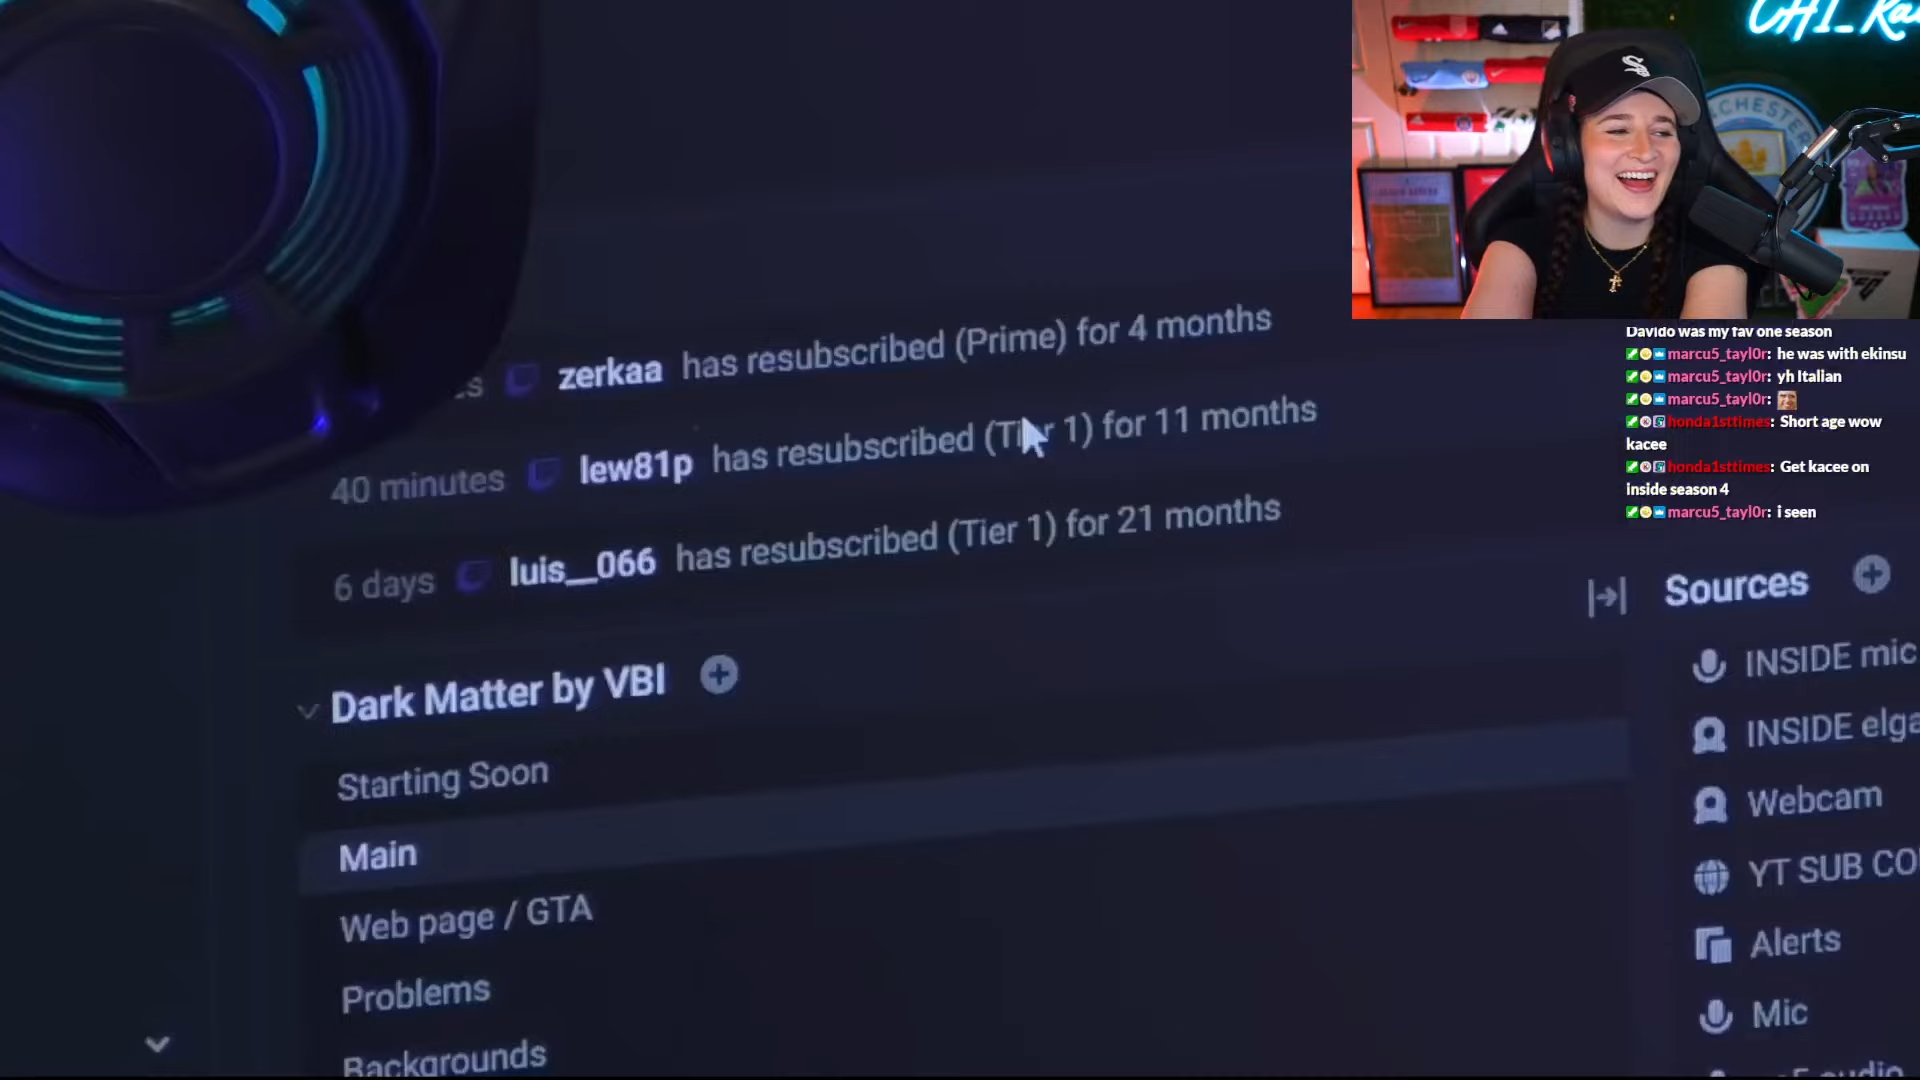 zerkaa has resubscribed (Prime) for 4 months
40 minutes lew81p has resubscribed (Tier 1) for 11 months
6 days luis__066 has resubscribed (Tier 1) for 21 months
Dark Matter by VBI
Starting Soon
Main
Web page / GTA
Problems
Backgrounds
Sources
INSIDE mic
INSIDE elga
Webcam
YT SUB CO
Alerts
Mic
audio
CHI_Ka
CHESTER
Davido was my fav one season
marcu5_tayl0r: he was with ekinsu
marcu5_tayl0r: yh Italian
marcu5_tayl0r:
honda1sttimes: Short age wow
kacee
honda1sttimes: Get kacee on
inside season 4
marcu5_tayl0r: i seen